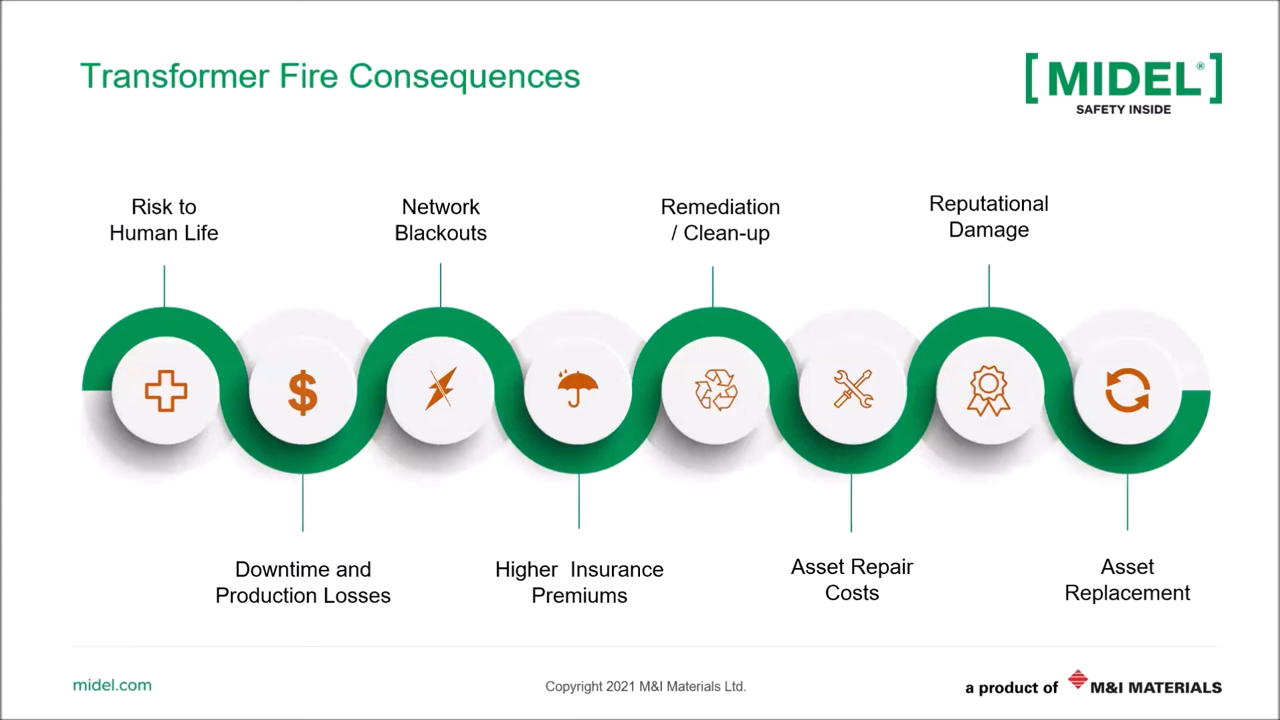 Transformer Fire Consequences
[MIDEL®]
SAFETY INSIDE
Risk to
Human Life
Network
Blackouts
Remediation
/ Clean-up
Reputational
Damage
$
Downtime and
Production Losses
Higher  Insurance
Premiums
Asset Repair
Costs
Asset
Replacement
midel.com
Copyright 2021 M&I Materials Ltd.
a product of M&I MATERIALS